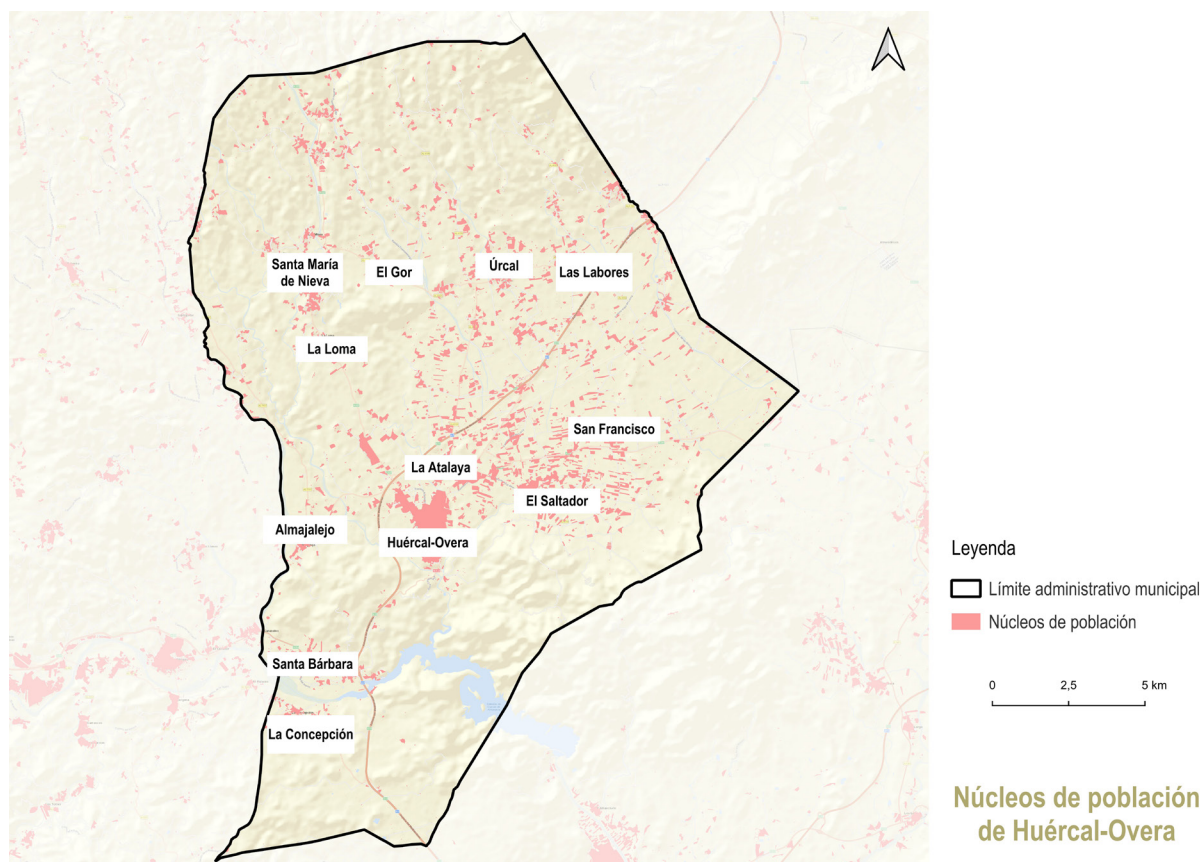 Santa María
de Nieva
El Gor
Úrcal
Las Labores
La Loma
San Francisco
La Atalaya
El Saltador
Almajalejo
Huércal-Overa
Santa Bárbara
La Concepción
Leyenda
Límite administrativo municipal
Núcleos de población
0 2,5 5 km
Núcleos de población
de Huércal-Overa